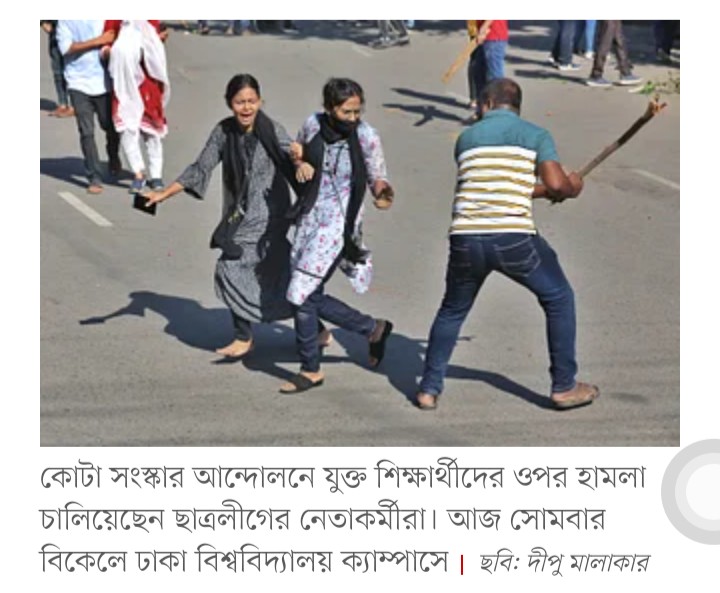 কোটা সংস্কার আন্দোলনে যুক্ত শিক্ষার্থীদের ওপর হামলা
চালিয়েছেন ছাত্রলীগের নেতাকর্মীরা। আজ সোমবার
বিকেলে ঢাকা বিশ্ববিদ্যালয় ক্যাম্পাসে | ছবি: দীপু মালাকার